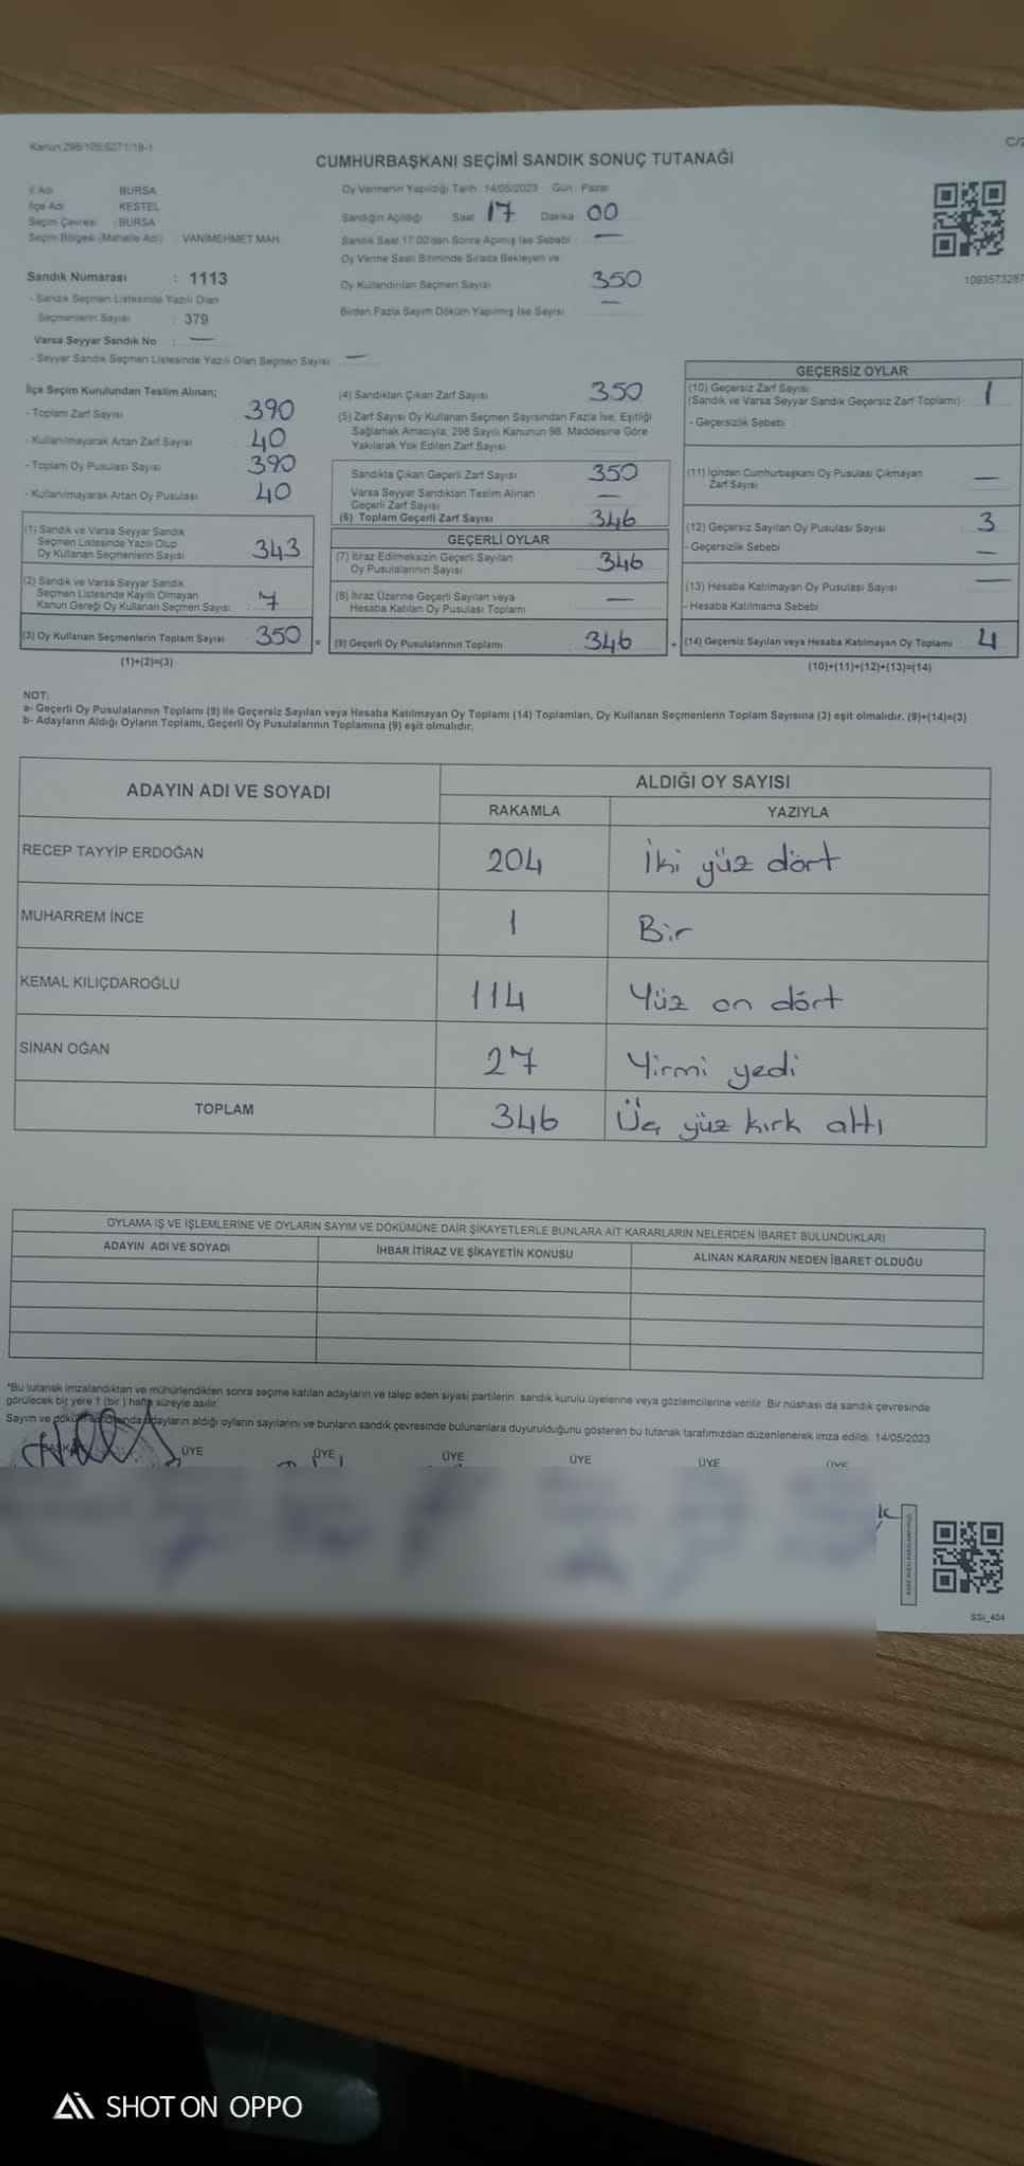 Kanun 298/105,6271/19-1
C/2
CUMHURBAŞKANI SEÇİMİ SANDIK SONUÇ TUTANAĞI
İl Adı BURSA
İlçe Adı KESTEL
Seçim Çevresi : BURSA
Seçim Bölgesi (Mahalle Adı) : VANİMEHMET MAH.
Oy Vermenin Yapıldığı Tarih : 14/05/2023 Gün : Pazar
Sandığın Açıldığı Saat 17 Dakika 00
Sandık Saat 17:00'dan Sonra Açılmış İse Sebebi —
Oy Verme Saati Bitiminde Sırada Bekleyen ve
Oy Kullandırılan Seçmen Sayısı 350
Birden Fazla Sayım Döküm Yapılmış İse Sayısı —
Sandık Numarası : 1113
- Sandık Seçmen Listesinde Yazılı Olan
Seçmenlerin Sayısı : 379
Varsa Seyyar Sandık No : —
- Seyyar Sandık Seçmen Listesinde Yazılı Olan Seçmen Sayısı —
İlçe Seçim Kurulundan Teslim Alınan;
- Toplam Zarf Sayısı 390
- Kullanılmayarak Artan Zarf Sayısı 40
- Toplam Oy Pusulası Sayısı 390
- Kullanılmayarak Artan Oy Pusulası 40
(1) Sandık ve Varsa Seyyar Sandık
Seçmen Listesinde Yazılı Olup
Oy Kullanan Seçmenlerin Sayısı 343
(2) Sandık ve Varsa Seyyar Sandık
Seçmen Listesinde Kayıtlı Olmayan
Kanun Gereği Oy Kullanan Seçmen Sayısı 7
(3) Oy Kullanan Seçmenlerin Toplam Sayısı 350 =
(1)+(2)=(3)
(4) Sandıktan Çıkan Zarf Sayısı 350
(5) Zarf Sayısı Oy Kullanan Seçmen Sayısından Fazla İse, Eşitliği
Sağlamak Amacıyla, 298 Sayılı Kanunun 98. Maddesine Göre
Yakılarak Yok Edilen Zarf Sayısı
Sandıkta Çıkan Geçerli Zarf Sayısı 350
Varsa Seyyar Sandıktan Teslim Alınan
Geçerli Zarf Sayısı —
(6) Toplam Geçerli Zarf Sayısı 346
GEÇERLİ OYLAR
(7) İtiraz Edilmeksizin Geçerli Sayılan
Oy Pusulalarının Sayısı 346
(8) İtiraz Üzerine Geçerli Sayılan veya
Hesaba Katılan Oy Pusulası Toplamı —
(9) Geçerli Oy Pusulalarının Toplamı 346 +
GEÇERSİZ OYLAR
(10) Geçersiz Zarf Sayısı
(Sandık ve Varsa Seyyar Sandık Geçersiz Zarf Toplamı) 1
- Geçersizlik Sebebi
(11) İçinden Cumhurbaşkanı Oy Pusulası Çıkmayan
Zarf Sayısı —
(12) Geçersiz Sayılan Oy Pusulası Sayısı 3
- Geçersizlik Sebebi —
(13) Hesaba Katılmayan Oy Pusulası Sayısı —
- Hesaba Katılmama Sebebi
(14) Geçersiz Sayılan veya Hesaba Katılmayan Oy Toplamı 4
(10)+(11)+(12)+(13)=(14)
NOT:
a- Geçerli Oy Pusulalarının Toplamı (9) ile Geçersiz Sayılan veya Hesaba Katılmayan Oy Toplamı (14) Toplamları, Oy Kullanan Seçmenlerin Toplam Sayısına (3) eşit olmalıdır. (9)+(14)=(3)
b- Adayların Aldığı Oyların Toplamı, Geçerli Oy Pusulalarının Toplamına (9) eşit olmalıdır.
ADAYIN ADI VE SOYADI
ALDIĞI OY SAYISI
RAKAMLA YAZIYLA
RECEP TAYYİP ERDOĞAN 204 İki yüz dört
MUHARREM İNCE 1 Bir
KEMAL KILIÇDAROĞLU 114 Yüz on dört
SİNAN OĞAN 27 Yirmi yedi
TOPLAM 346 Üç yüz kırk altı
OYLAMA İŞ VE İŞLEMLERİNE VE OYLARIN SAYIM VE DÖKÜMÜNE DAİR ŞİKAYETLERLE BUNLARA AİT KARARLARIN NELERDEN İBARET BULUNDUKLARI
ADAYIN ADI VE SOYADI İHBAR İTİRAZ VE ŞİKAYETİN KONUSU ALINAN KARARIN NEDEN İBARET OLDUĞU
*Bu tutanak imzalandıktan ve mühürlendikten sonra seçime katılan adayların ve talep eden siyasi partilerin, sandık kurulu üyelerine veya gözlemcilerine verilir. Bir nüshası da sandık çevresinde
görülecek bir yere 1 (bir) hafta süreyle asılır.
Sayım ve döküm adayların aldığı oyların sayılarını ve bunların sandık çevresinde bulunanlara duyurulduğunu gösteren bu tutanak tarafımızdan düzenlenerek imza edildi. 14/05/2023
ÜYE ÜYE ÜYE ÜYE ÜYE ÜYE
SSI_404
SHOT ON OPPO